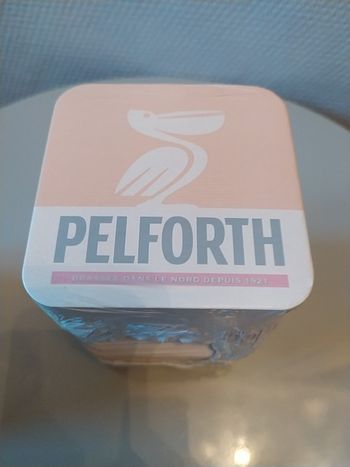 PELFORTH
BRASSÉE DANS LE NORD DEPUIS 1921